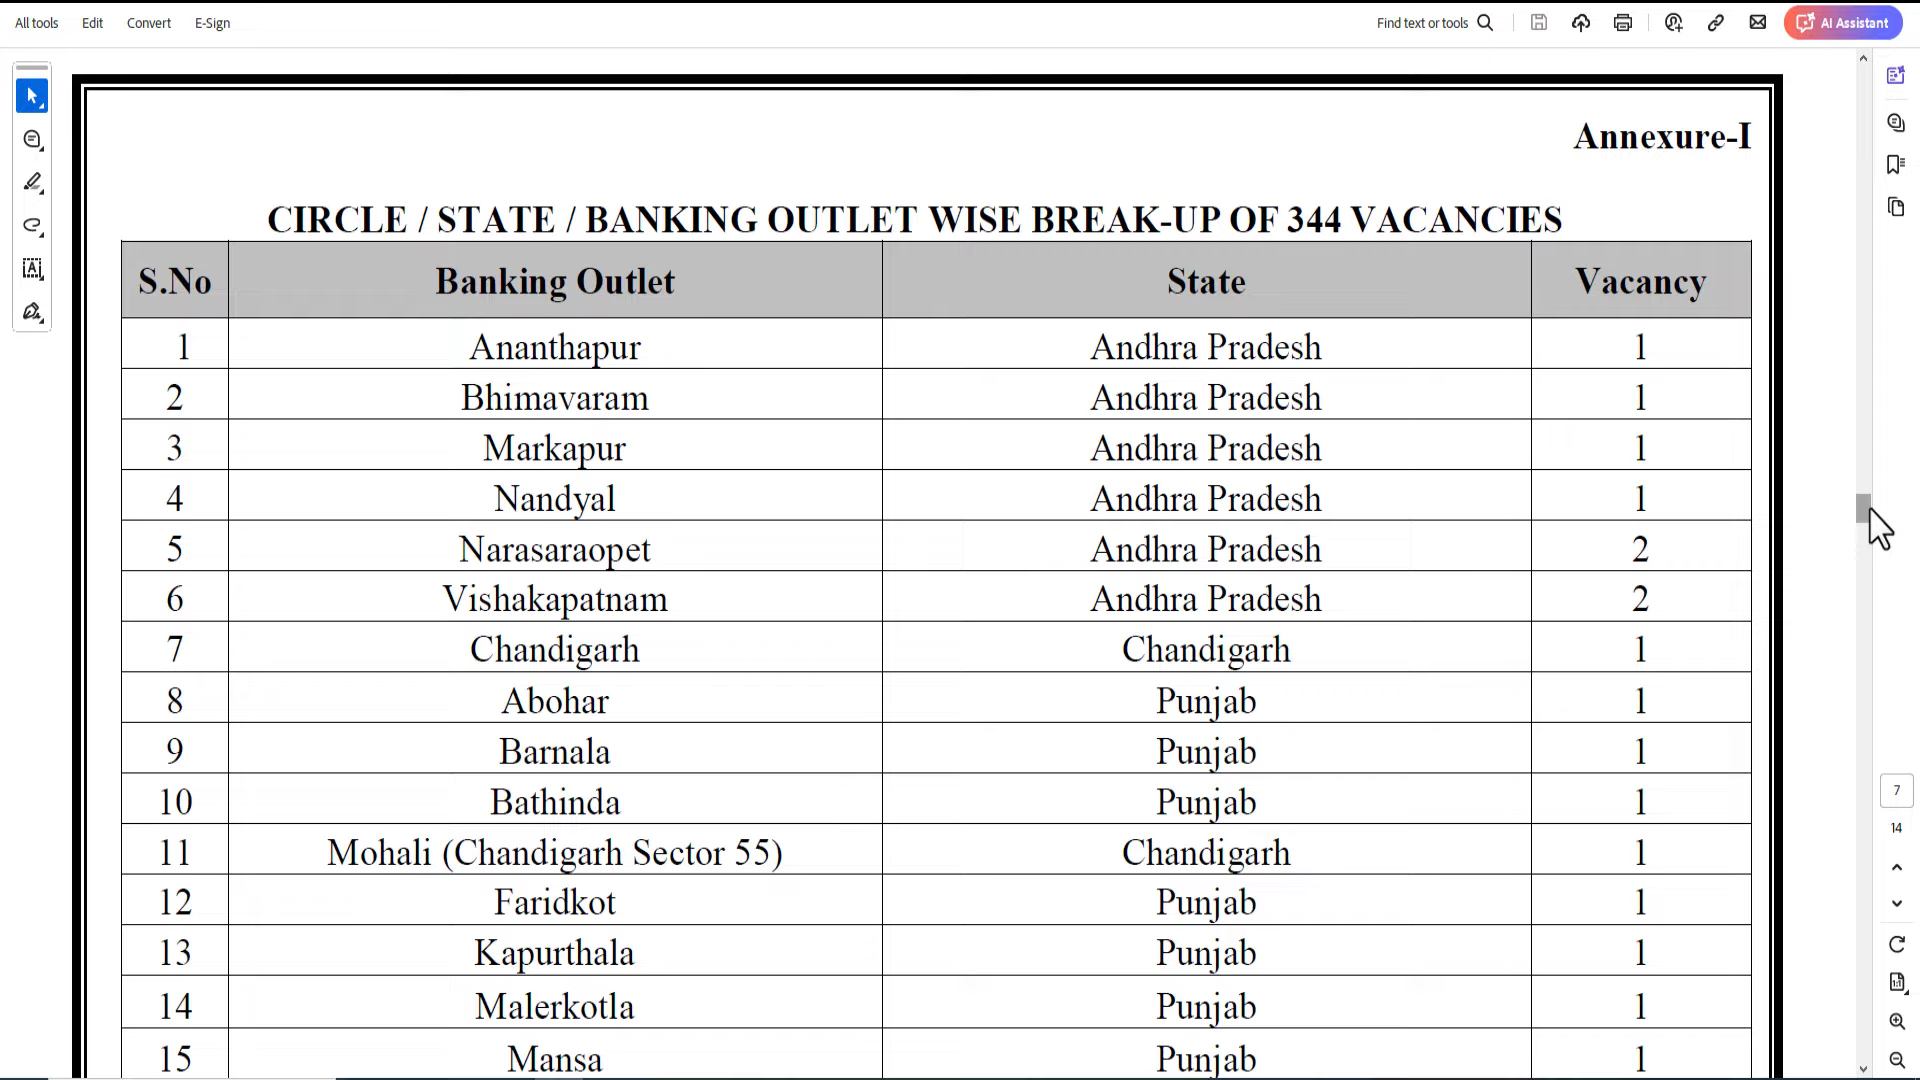 All tools Edit Convert E-Sign Find text or tools AI Assistant
Annexure-I
CIRCLE / STATE / BANKING OUTLET WISE BREAK-UP OF 344 VACANCIES
S.No Banking Outlet State Vacancy
1 Ananthapur Andhra Pradesh 1
2 Bhimavaram Andhra Pradesh 1
3 Markapur Andhra Pradesh 1
4 Nandyal Andhra Pradesh 1
5 Narasaraopet Andhra Pradesh 2
6 Vishakapatnam Andhra Pradesh 2
7 Chandigarh Chandigarh 1
8 Abohar Punjab 1
9 Barnala Punjab 1
10 Bathinda Punjab 1
11 Mohali (Chandigarh Sector 55) Chandigarh 1
12 Faridkot Punjab 1
13 Kapurthala Punjab 1
14 Malerkotla Punjab 1
15 Mansa Punjab 1
7
14